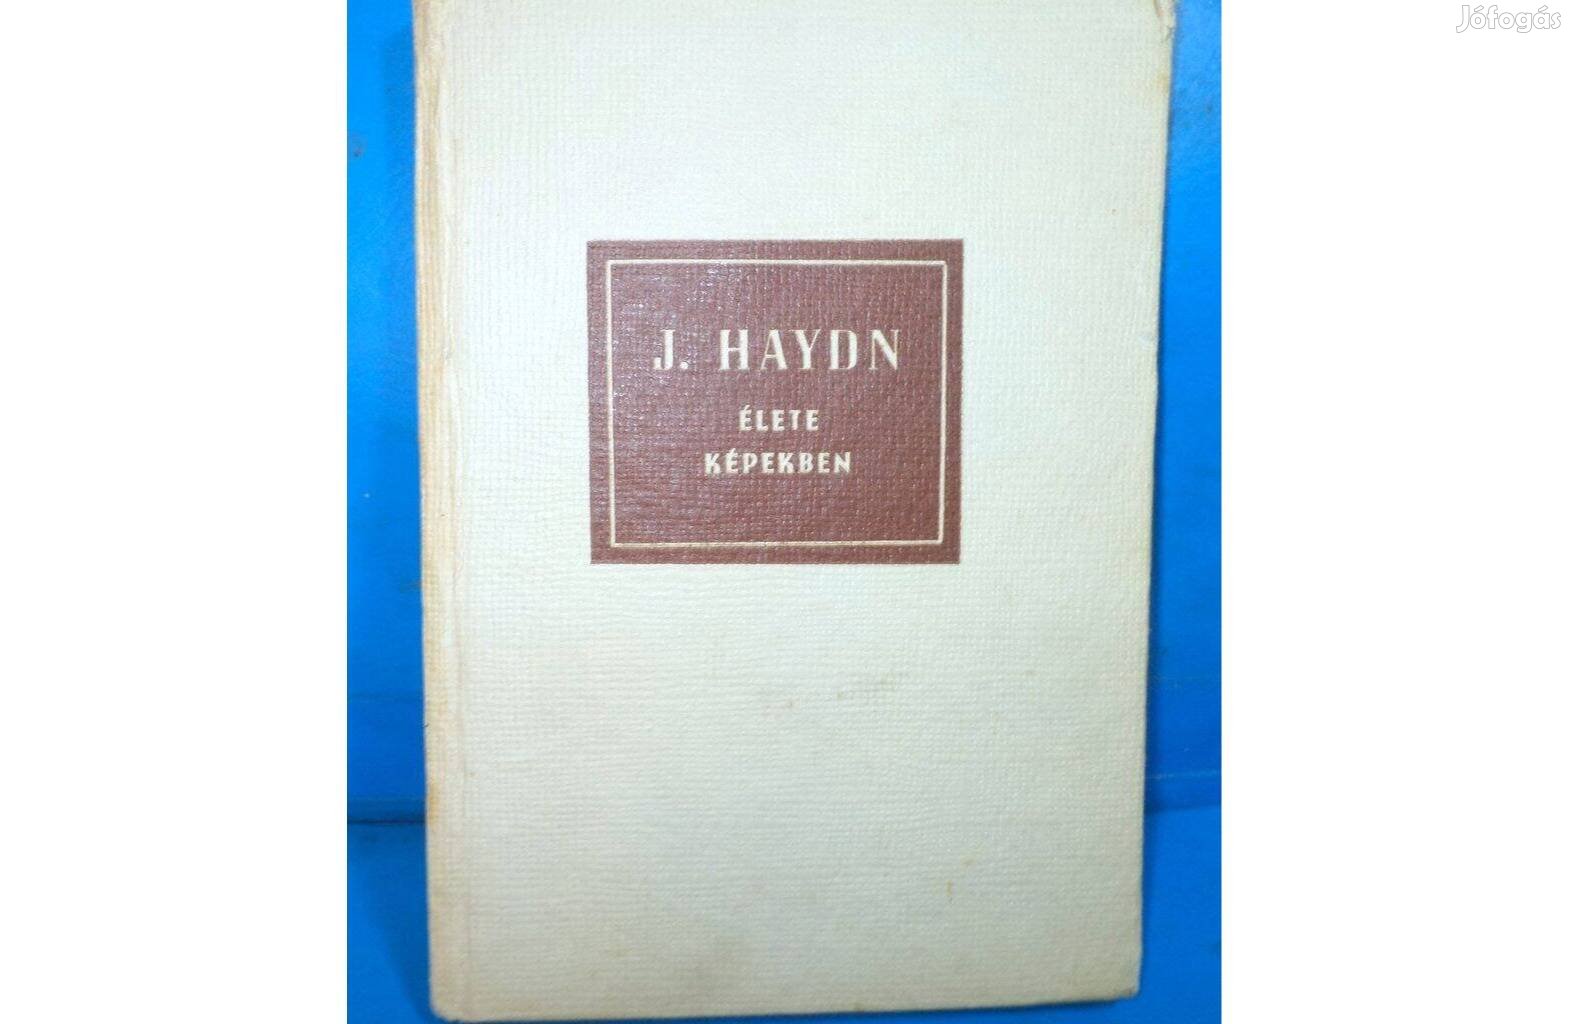 Jófogás
J. HAYDN
ÉLETE
KÉPEKBEN